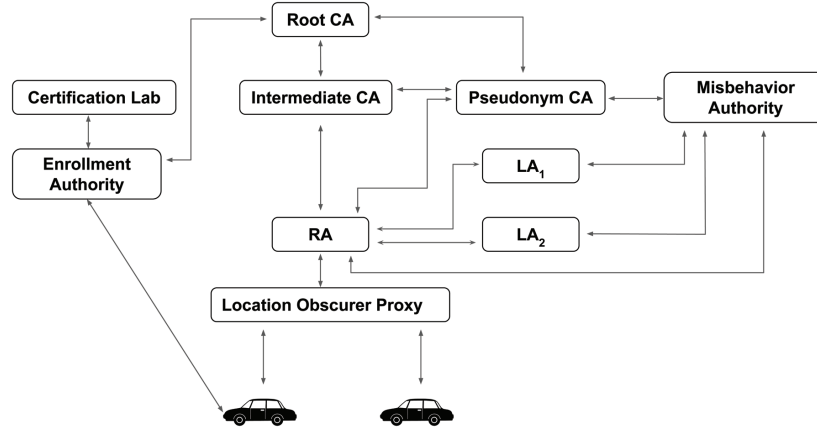 Root CA
Certification Lab
Intermediate CA
Pseudonym CA
Misbehavior
Authority
Enrollment
Authority
LA₁
RA
LA₂
Location Obscurer Proxy